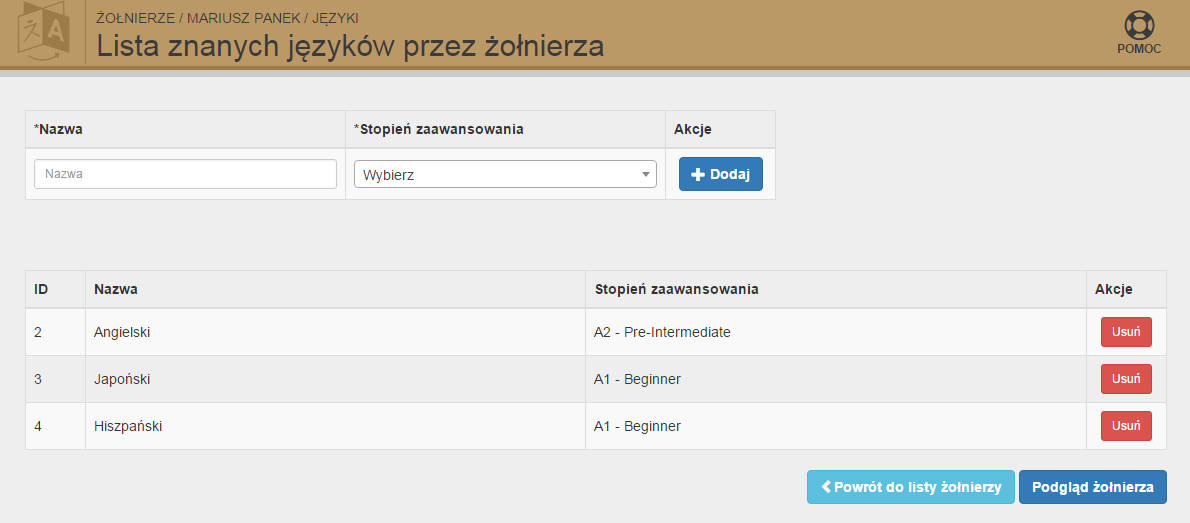 ŻOŁNIERZE / MARIUSZ PANEK / JĘZYKI
Lista znanych języków przez żołnierza
POMOC
*Nazwa *Stopień zaawansowania Akcje
Nazwa Wybierz Dodaj
ID Nazwa Stopień zaawansowania Akcje
2 Angielski A2 - Pre-Intermediate Usuń
3 Japoński A1 - Beginner Usuń
4 Hiszpański A1 - Beginner Usuń
Powrót do listy żołnierzy Podgląd żołnierza